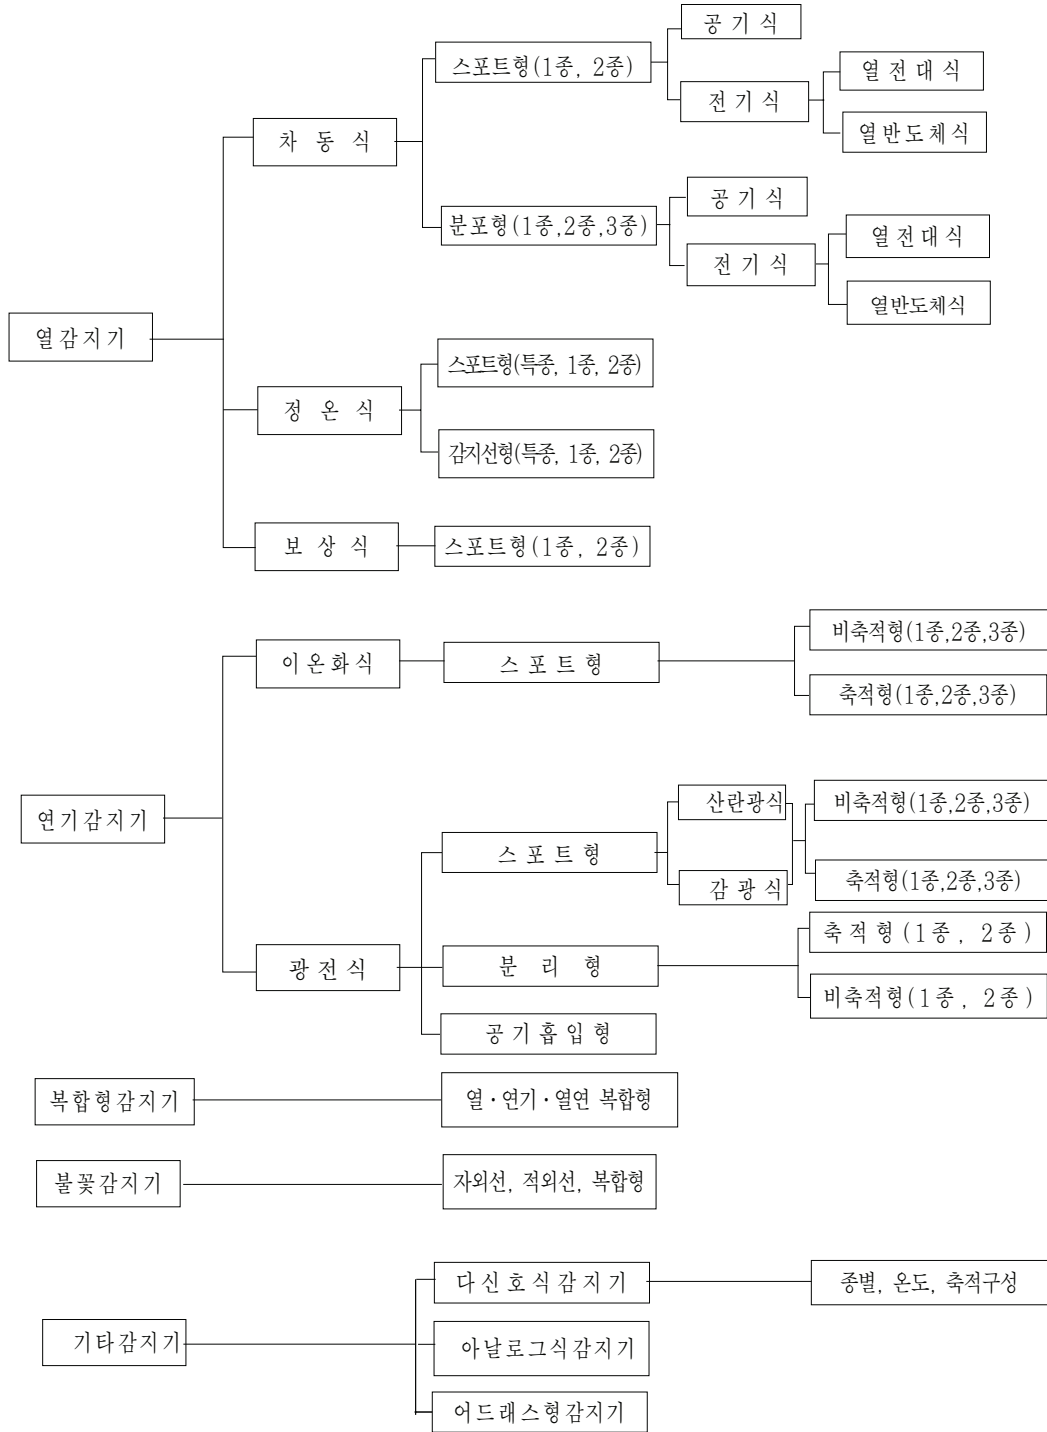 공 기 식
스포트형(1종, 2종)
열 전 대 식
전 기 식
차 동 식
열반도체식
공 기 식
분포형(1종,2종,3종)
열 전 대 식
전 기 식
열반도체식
열감지기
스포트형(특종, 1종, 2종)
정 온 식
감지선형(특종, 1종, 2종)
보 상 식
스포트형(1종, 2종)
비축적형(1종,2종,3종)
이온화식
스 포 트 형
축적형(1종,2종,3종)
산란광식
비축적형(1종,2종,3종)
연기감지기
스 포 트 형
감 광 식
축적형(1종,2종,3종)
축 적 형 (1종, 2종)
광 전 식
분 리 형
비축적형(1종, 2종)
공 기 흡 입 형
복합형감지기
열·연기·열연 복합형
불꽃감지기
자외선, 적외선, 복합형
다신호식감지기
종별, 온도, 축적구성
기타감지기
아날로그식감지기
어드래스형감지기